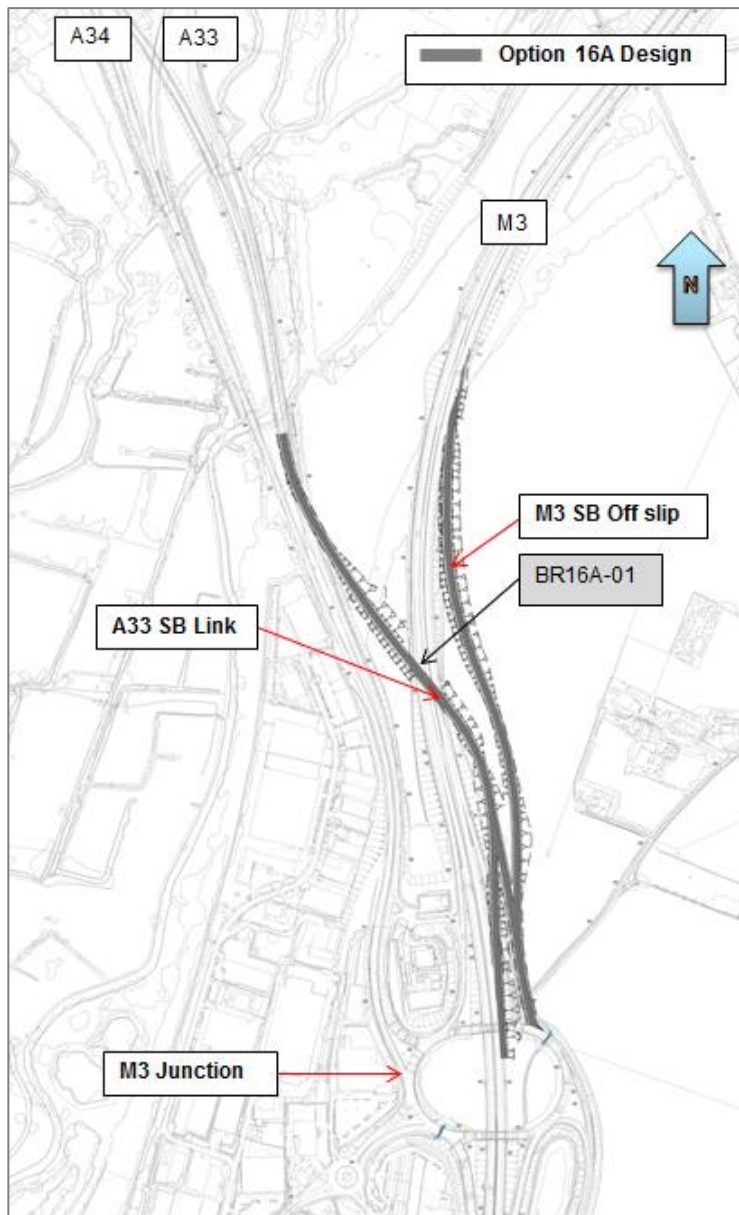 A34
A33
Option 16A Design
M3
N
M3 SB Off slip
BR16A-01
A33 SB Link
M3 Junction